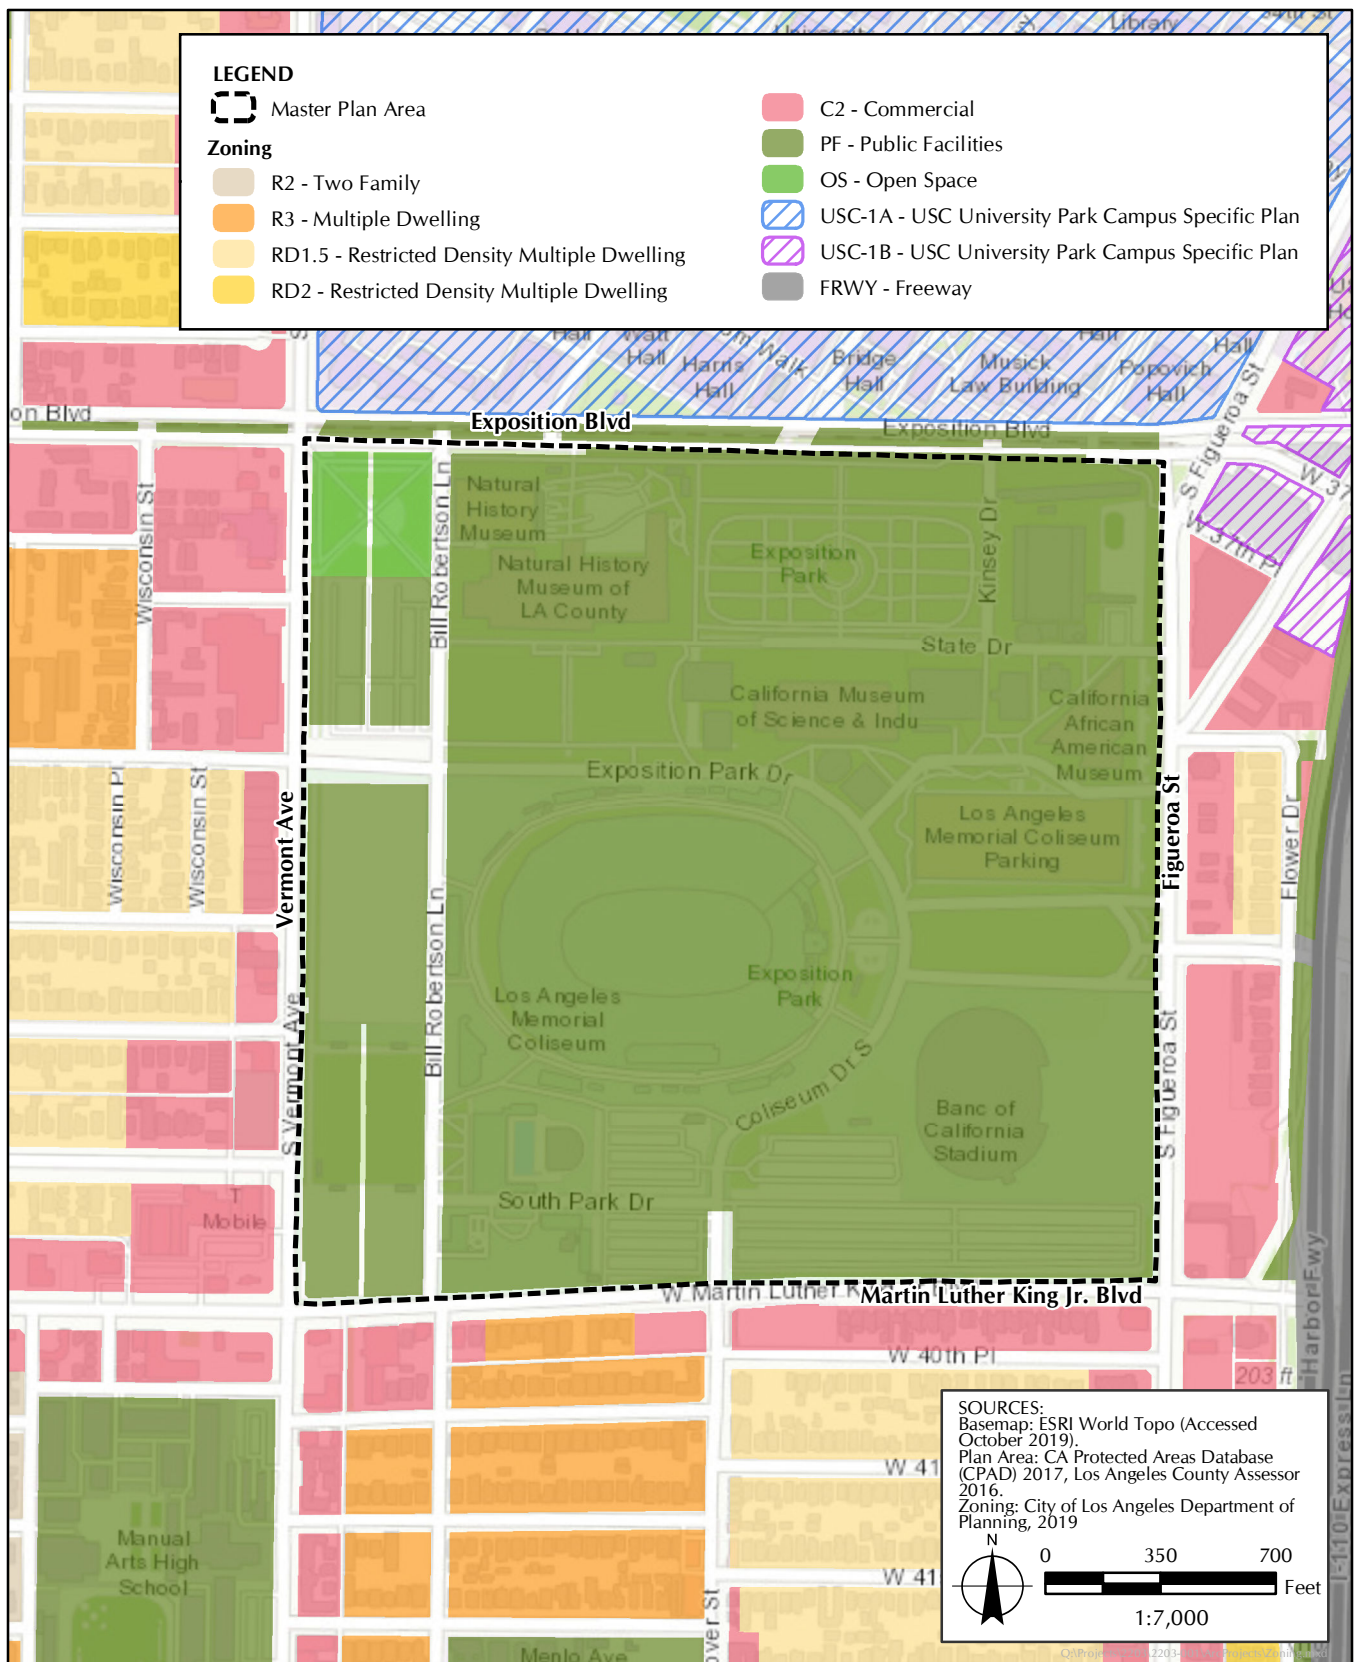 Library
LEGEND
Master Plan Area
Zoning
R2 - Two Family
R3 - Multiple Dwelling
RD1.5 - Restricted Density Multiple Dwelling
RD2 - Restricted Density Multiple Dwelling
C2 - Commercial
PF - Public Facilities
OS - Open Space
USC-1A - USC University Park Campus Specific Plan
USC-1B - USC University Park Campus Specific Plan
FRWY - Freeway
Hall
Watt
Hall
Harris
Hall
Walk
Bridge
Hall
Musick
Law Building
Hall
Popovich
Hall
Hall
S Figueroa St
on Blvd
Exposition Blvd
Exposition Blvd
W 37
W 37th Pl
Wisconsin St
Bill Robertson Ln
Natural
History
Museum
Natural History
Museum of
LA County
Exposition
Park
Kinsey Dr
State Dr
California Museum
of Science & Indu
California
African
American
Museum
Exposition Park Dr
Los Angeles
Memorial Coliseum
Parking
Wisconsin Pl
Wisconsin St
Vermont Ave
Figueroa St
Flower Dr
Bill Robertson Ln
Exposition
Park
Los Angeles
Memorial
Coliseum
S Vermont Ave
Coliseum Dr S
S Figueroa St
Banc of
California
Stadium
T
Mobile
South Park Dr
W Martin Luther K
Martin Luther King Jr. Blvd
Harbor Fwy
W 40th Pl
203 ft
I-110 Express Ln
W 41
W 41
Manual
Arts High
School
Menlo Ave
over St
SOURCES:
Basemap: ESRI World Topo (Accessed
October 2019).
Plan Area: CA Protected Areas Database
(CPAD) 2017, Los Angeles County Assessor
2016.
Zoning: City of Los Angeles Department of
Planning, 2019
N
0 350 700
Feet
1:7,000